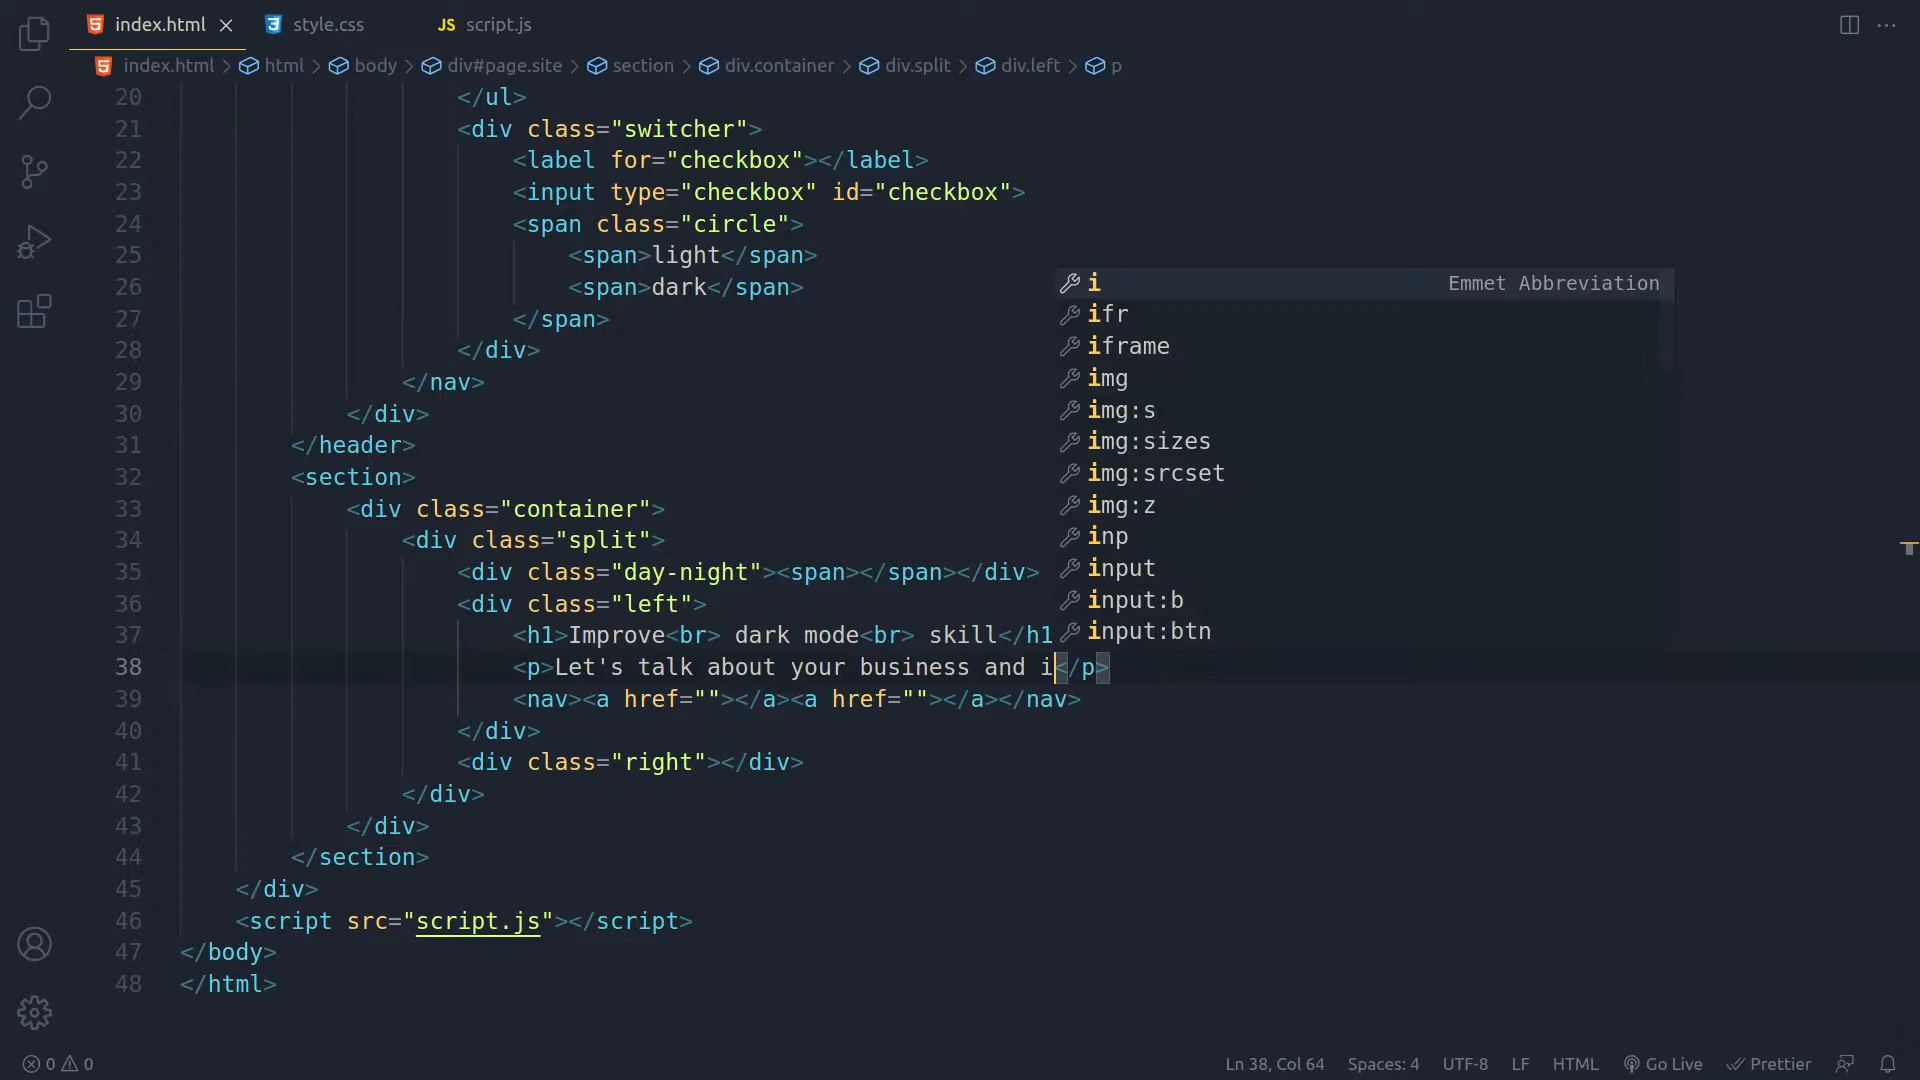 index.html
style.css
JS script.js
index.html > html > body > div#page.site > section > div.container > div.split > div.left > p
20 </ul>
21 <div class="switcher">
22 <label for="checkbox"></label>
23 <input type="checkbox" id="checkbox">
24 <span class="circle">
25 <span>light</span>
26 <span>dark</span>
27 </span>
28 </div>
29 </nav>
30 </div>
31 </header>
32 <section>
33 <div class="container">
34 <div class="split">
35 <div class="day-night"><span></span></div>
36 <div class="left">
37 <h1>Improve<br> dark mode<br> skill</h1
38 <p>Let's talk about your business and i</p>
39 <nav><a href=""></a><a href=""></a></nav>
40 </div>
41 <div class="right"></div>
42 </div>
43 </div>
44 </section>
45 </div>
46 <script src="script.js"></script>
47 </body>
48 </html>
i Emmet Abbreviation
ifr
iframe
img
img:s
img:sizes
img:srcset
img:z
inp
input
input:b
input:btn
0 0
Ln 38, Col 64 Spaces: 4 UTF-8 LF HTML Go Live Prettier